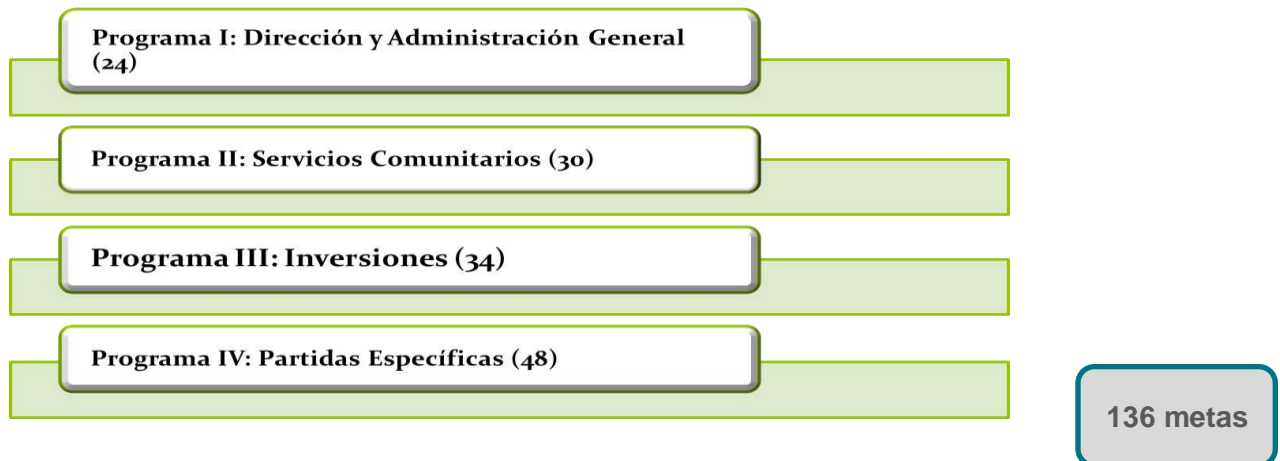 Programa I: Dirección y Administración General
(24)
Programa II: Servicios Comunitarios (30)
Programa III: Inversiones (34)
Programa IV: Partidas Específicas (48)
136 metas